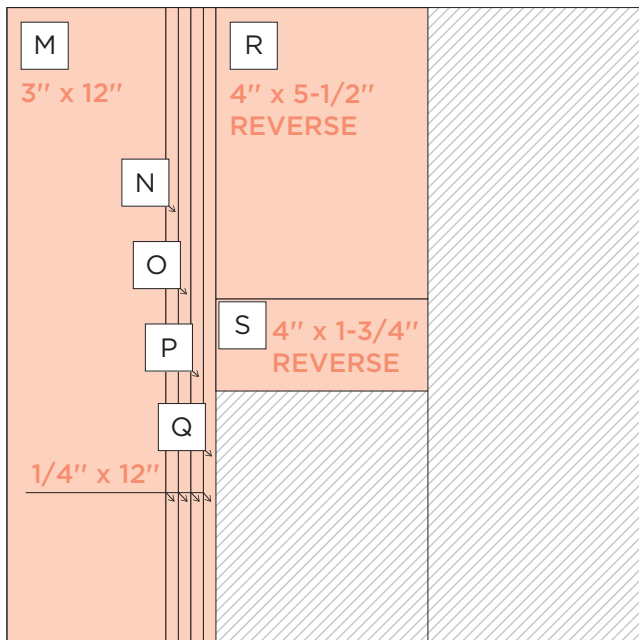 M
3" x 12"
R
4" x 5-1/2"
REVERSE
N
O
S
4" x 1-3/4"
REVERSE
P
Q
1/4" x 12"